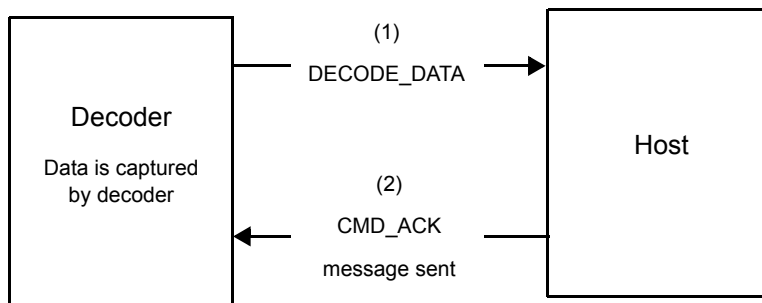 Decoder
Data is captured
by decoder
(1)
DECODE_DATA
(2)
CMD_ACK
message sent
Host